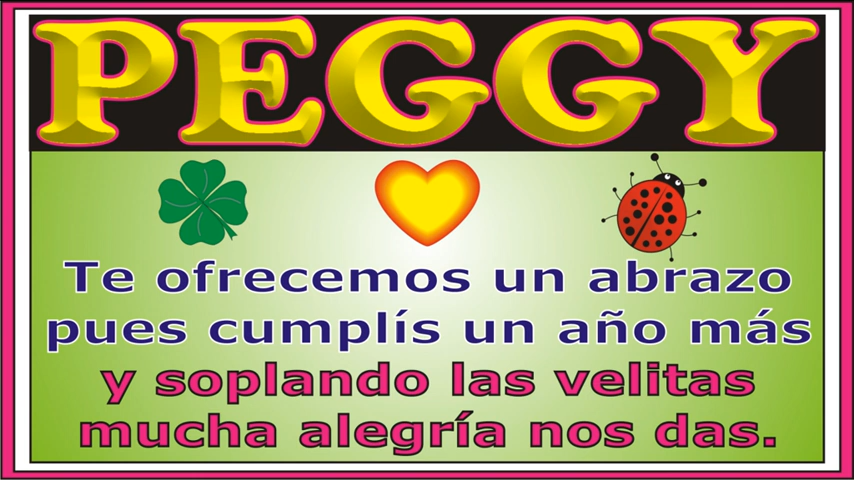 PEGGY
Te ofrecemos un abrazo
pues cumplís un año más
y soplando las velitas
mucha alegría nos das.